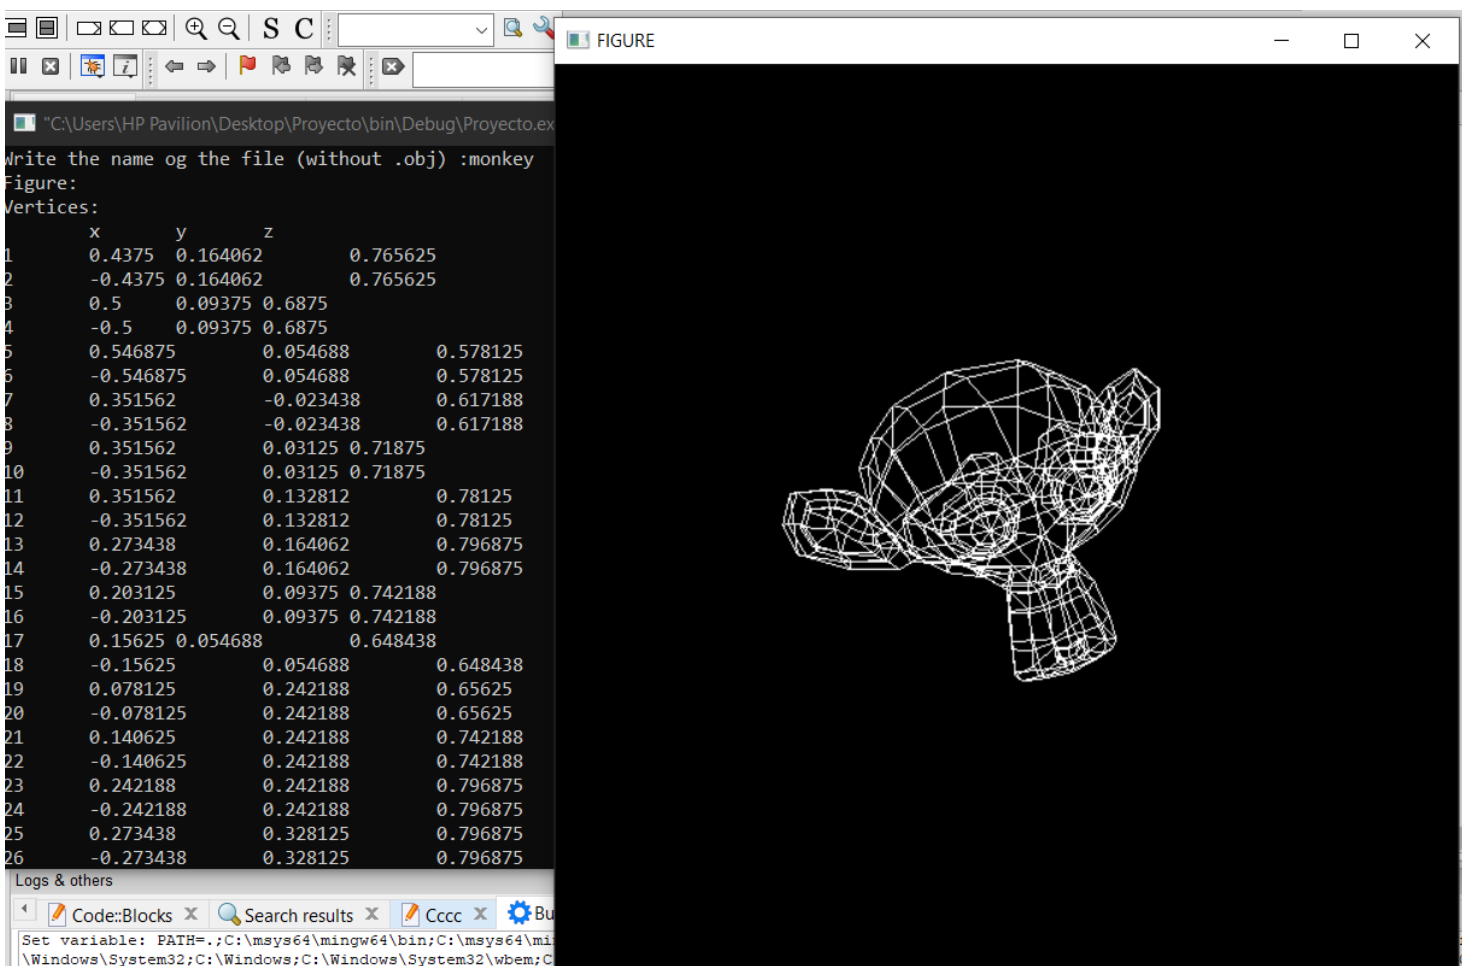 S C
FIGURE
i
"C:\Users\HP Pavilion\Desktop\Proyecto\bin\Debug\Proyecto.ex
Write the name og the file (without .obj) :monkey
Figure:
Vertices:
x y z
1 0.4375 0.164062 0.765625
2 -0.4375 0.164062 0.765625
3 0.5 0.09375 0.6875
4 -0.5 0.09375 0.6875
5 0.546875 0.054688 0.578125
6 -0.546875 0.054688 0.578125
7 0.351562 -0.023438 0.617188
8 -0.351562 -0.023438 0.617188
9 0.351562 0.03125 0.71875
10 -0.351562 0.03125 0.71875
11 0.351562 0.132812 0.78125
12 -0.351562 0.132812 0.78125
13 0.273438 0.164062 0.796875
14 -0.273438 0.164062 0.796875
15 0.203125 0.09375 0.742188
16 -0.203125 0.09375 0.742188
17 0.15625 0.054688 0.648438
18 -0.15625 0.054688 0.648438
19 0.078125 0.242188 0.65625
20 -0.078125 0.242188 0.65625
21 0.140625 0.242188 0.742188
22 -0.140625 0.242188 0.742188
23 0.242188 0.242188 0.796875
24 -0.242188 0.242188 0.796875
25 0.273438 0.328125 0.796875
26 -0.273438 0.328125 0.796875
Logs & others
Code::Blocks Search results Cccc Bu
Set variable: PATH=.;C:\msys64\mingw64\bin;C:\msys64\mi
\Windows\System32;C:\Windows;C:\Windows\System32\wbem;C